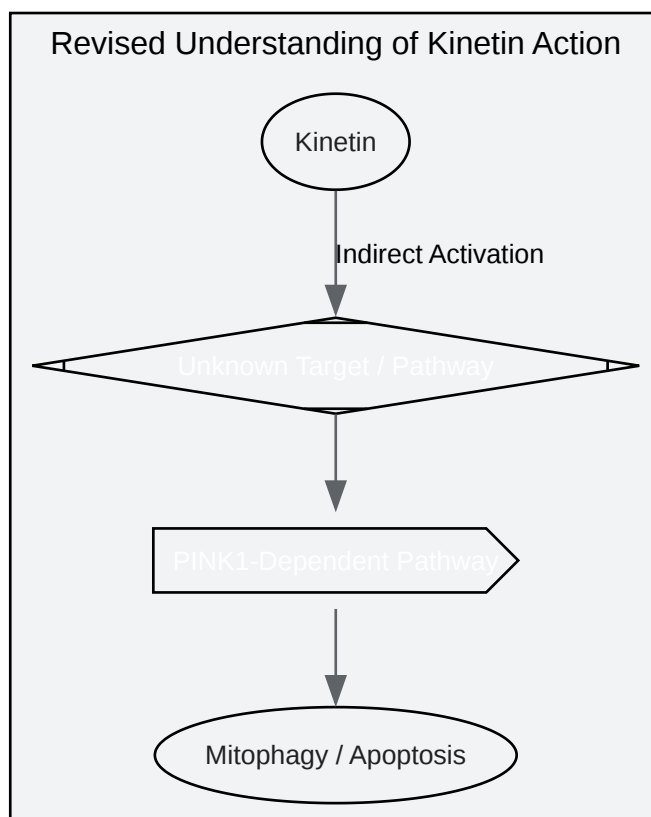 Revised Understanding of Kinetin Action
Kinetin
Indirect Activation
Unknown Target / Pathway
PINK1-Dependent Pathway
Mitophagy / Apoptosis